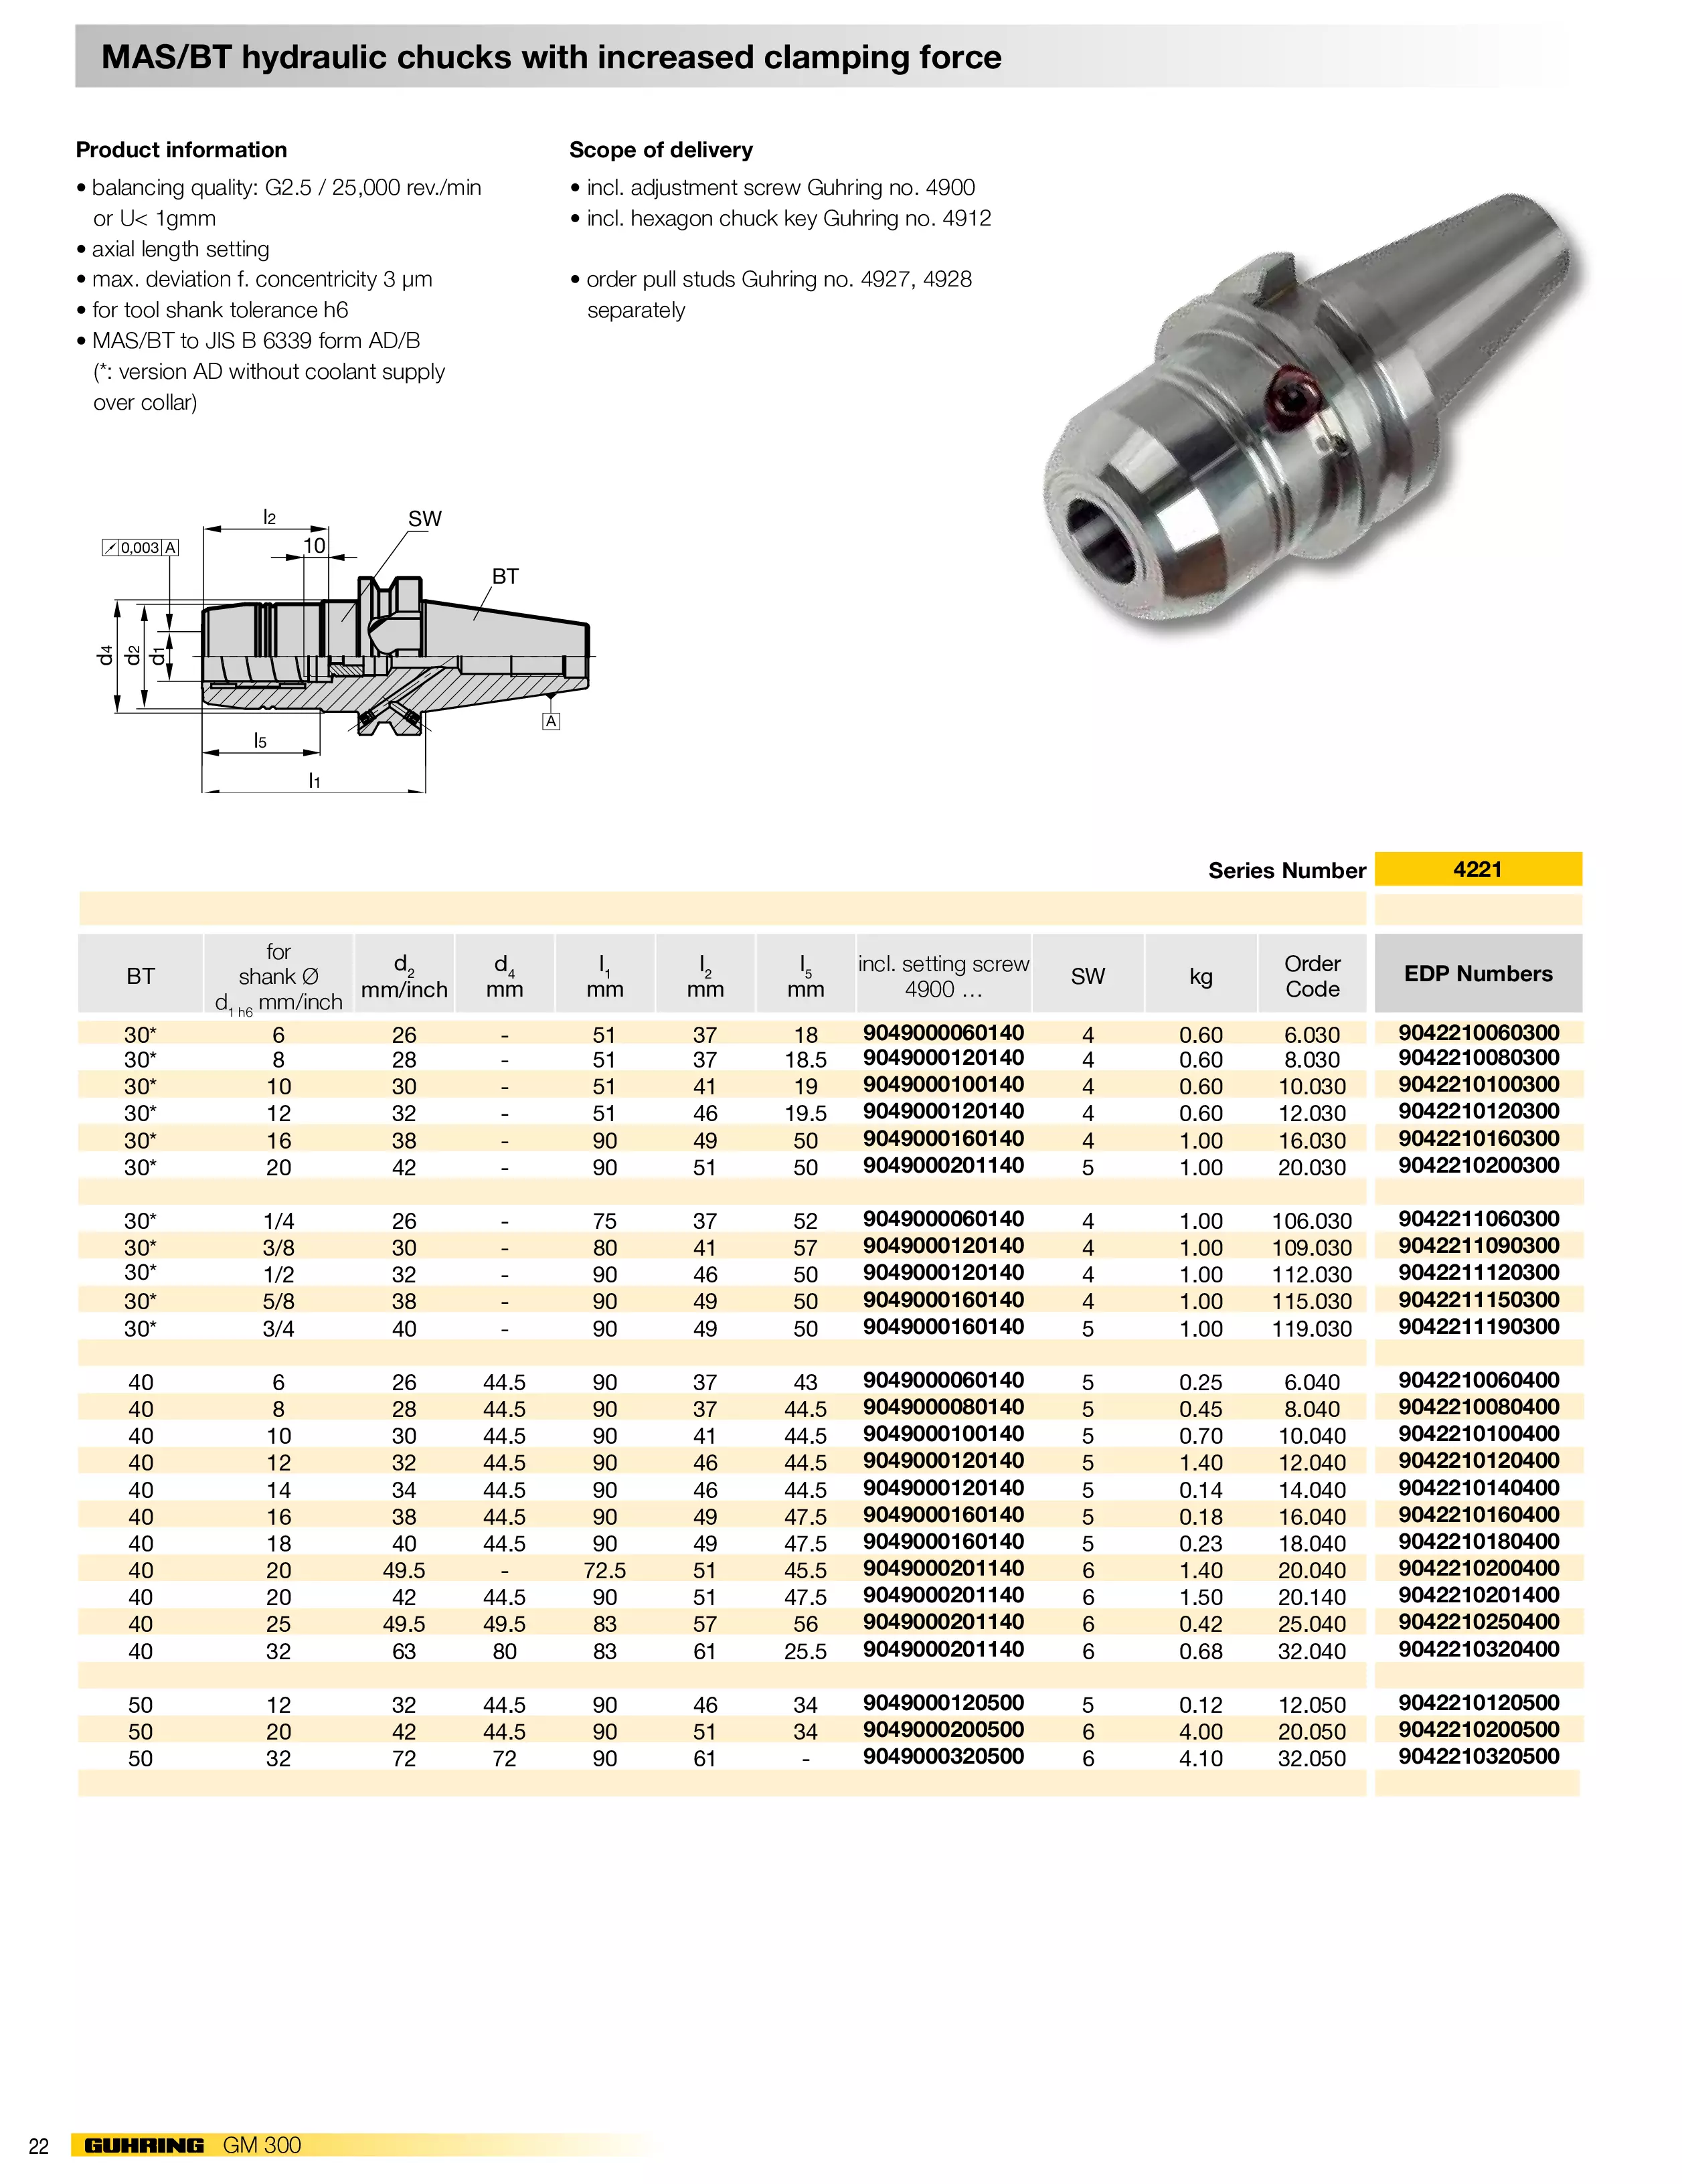 MAS/BT hydraulic chucks with increased clamping force
Product information
• balancing quality: G2.5 / 25,000 rev./min
or U< 1gmm
• axial length setting
• max. deviation f. concentricity 3 µm
• for tool shank tolerance h6
• MAS/BT to JIS B 6339 form AD/B
(*: version AD without coolant supply
over collar)
Scope of delivery
• incl. adjustment screw Guhring no. 4900
• incl. hexagon chuck key Guhring no. 4912
• order pull studs Guhring no. 4927, 4928
separately
l2 SW
0,003 A 10
BT
d4 d2 d1
A
l5
l1
Series Number 4221
BT for shank Ø d1 h6 mm/inch d2 mm/inch d4 mm l1 mm l2 mm l5 mm incl. setting screw 4900 … SW kg Order Code EDP Numbers
30* 6 26 - 51 37 18 9049000060140 4 0.60 6.030 9042210060300
30* 8 28 - 51 37 18.5 9049000120140 4 0.60 8.030 9042210080300
30* 10 30 - 51 41 19 9049000100140 4 0.60 10.030 9042210100300
30* 12 32 - 51 46 19.5 9049000120140 4 0.60 12.030 9042210120300
30* 16 38 - 90 49 50 9049000160140 4 1.00 16.030 9042210160300
30* 20 42 - 90 51 50 9049000201140 5 1.00 20.030 9042210200300
30* 1/4 26 - 75 37 52 9049000060140 4 1.00 106.030 9042211060300
30* 3/8 30 - 80 41 57 9049000120140 4 1.00 109.030 9042211090300
30* 1/2 32 - 90 46 50 9049000120140 4 1.00 112.030 9042211120300
30* 5/8 38 - 90 49 50 9049000160140 4 1.00 115.030 9042211150300
30* 3/4 40 - 90 49 50 9049000160140 5 1.00 119.030 9042211190300
40 6 26 44.5 90 37 43 9049000060140 5 0.25 6.040 9042210060400
40 8 28 44.5 90 37 44.5 9049000080140 5 0.45 8.040 9042210080400
40 10 30 44.5 90 41 44.5 9049000100140 5 0.70 10.040 9042210100400
40 12 32 44.5 90 46 44.5 9049000120140 5 1.40 12.040 9042210120400
40 14 34 44.5 90 46 44.5 9049000120140 5 0.14 14.040 9042210140400
40 16 38 44.5 90 49 47.5 9049000160140 5 0.18 16.040 9042210160400
40 18 40 44.5 90 49 47.5 9049000160140 5 0.23 18.040 9042210180400
40 20 49.5 - 72.5 51 45.5 9049000201140 6 1.40 20.040 9042210200400
40 20 42 44.5 90 51 47.5 9049000201140 6 1.50 20.140 9042210201400
40 25 49.5 49.5 83 57 56 9049000201140 6 0.42 25.040 9042210250400
40 32 63 80 83 61 25.5 9049000201140 6 0.68 32.040 9042210320400
50 12 32 44.5 90 46 34 9049000120500 5 0.12 12.050 9042210120500
50 20 42 44.5 90 51 34 9049000200500 6 4.00 20.050 9042210200500
50 32 72 72 90 61 - 9049000320500 6 4.10 32.050 9042210320500
22 GUHRING GM 300